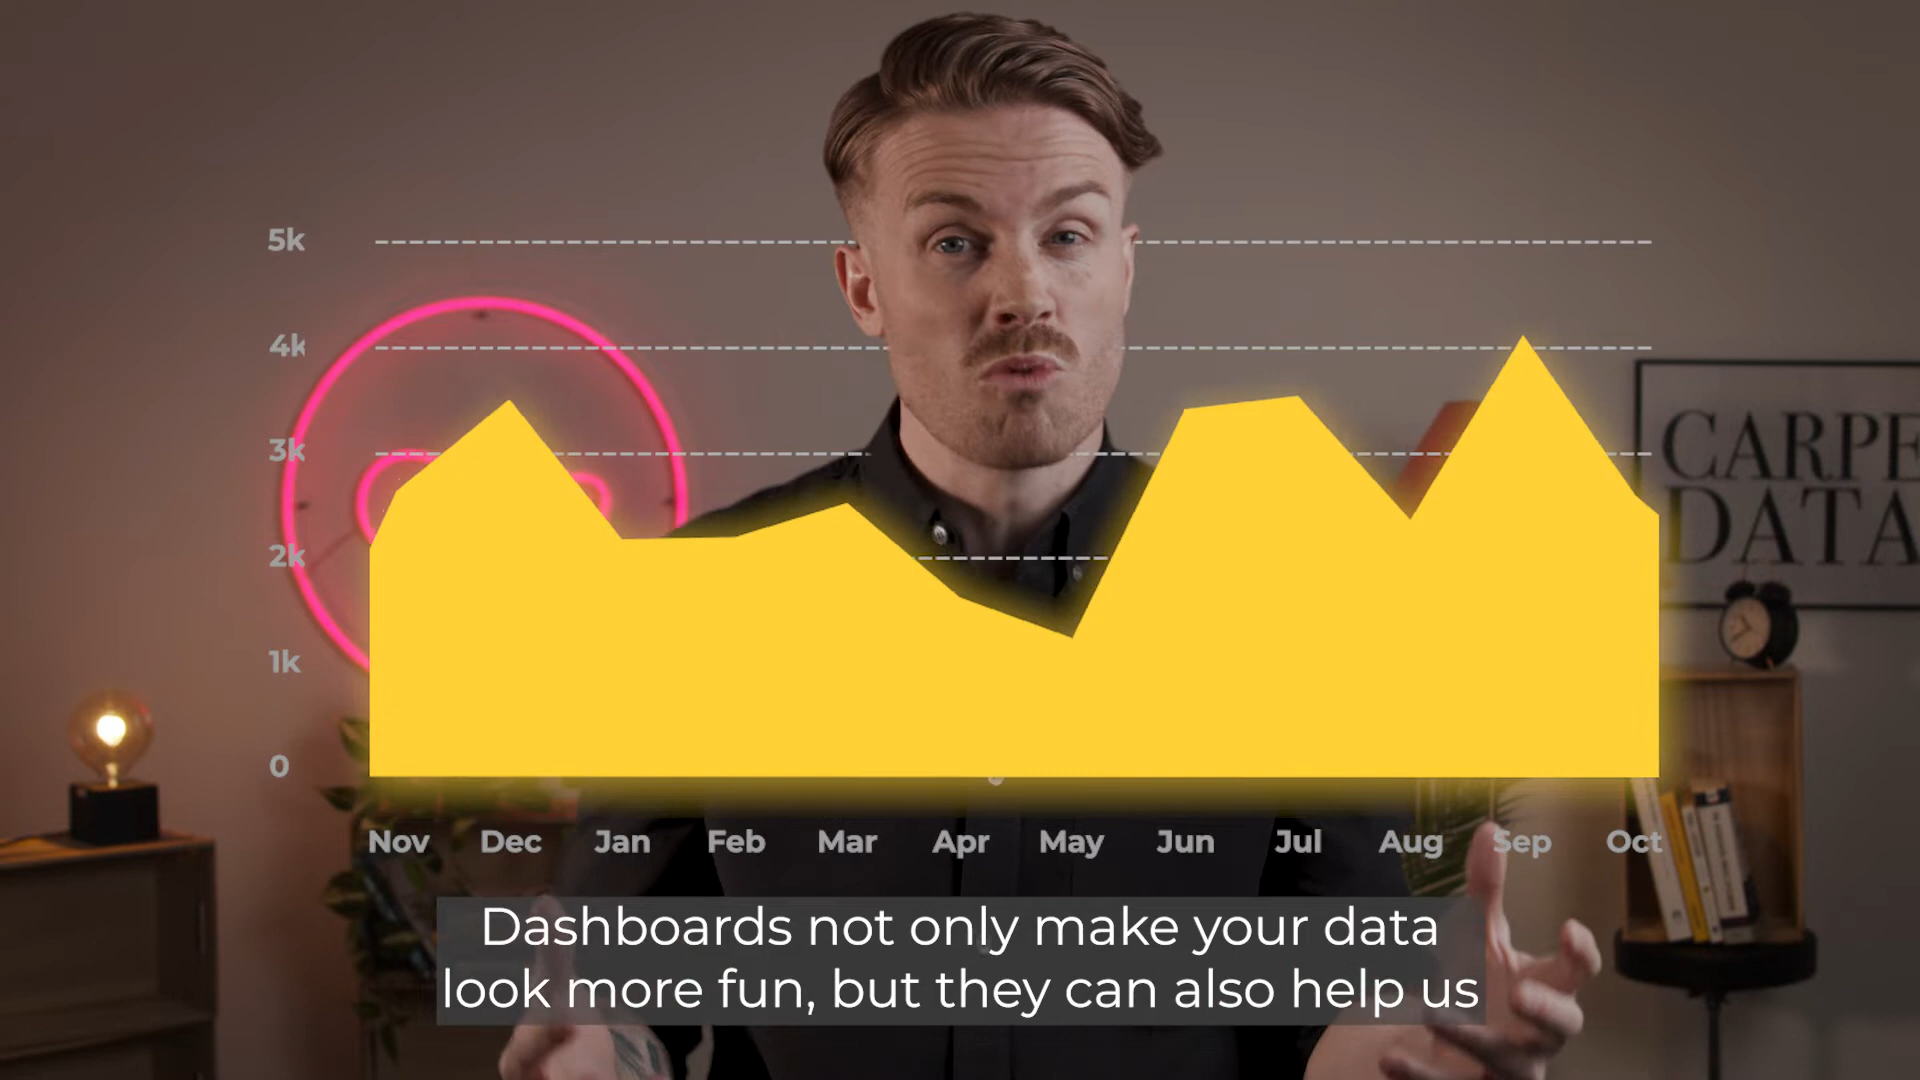 5k
4k
3k
2k
1k
0
Nov Dec Jan Feb Mar Apr May Jun Jul Aug Sep Oct
CARPE
DATA
Dashboards not only make your data
look more fun, but they can also help us